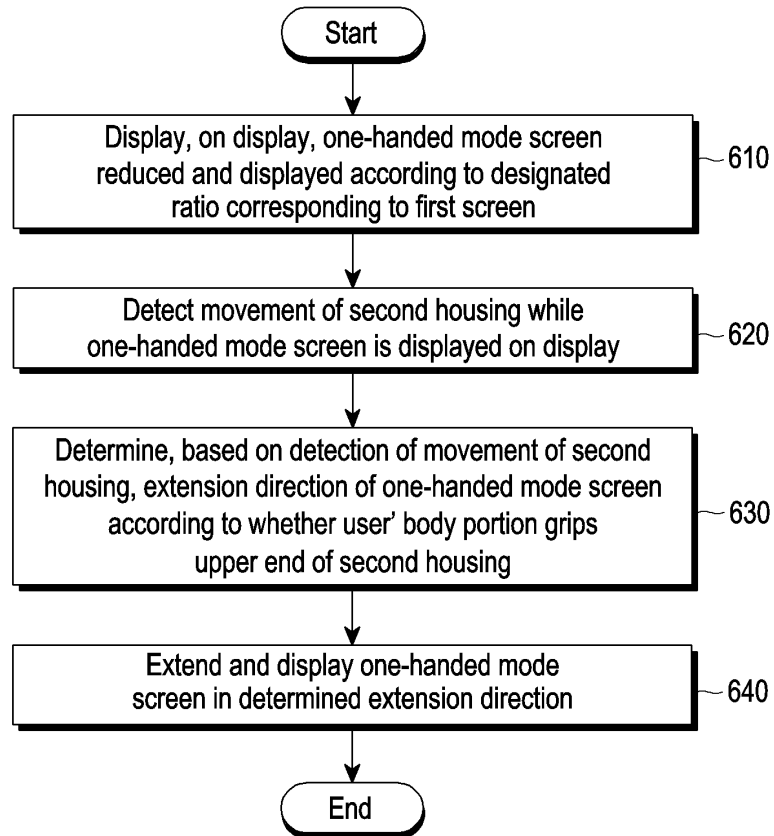 Start
Display, on display, one-handed mode screen
reduced and displayed according to designated
ratio corresponding to first screen
610
Detect movement of second housing while
one-handed mode screen is displayed on display
620
Determine, based on detection of movement of second
housing, extension direction of one-handed mode screen
according to whether user' body portion grips
upper end of second housing
630
Extend and display one-handed mode
screen in determined extension direction
640
End